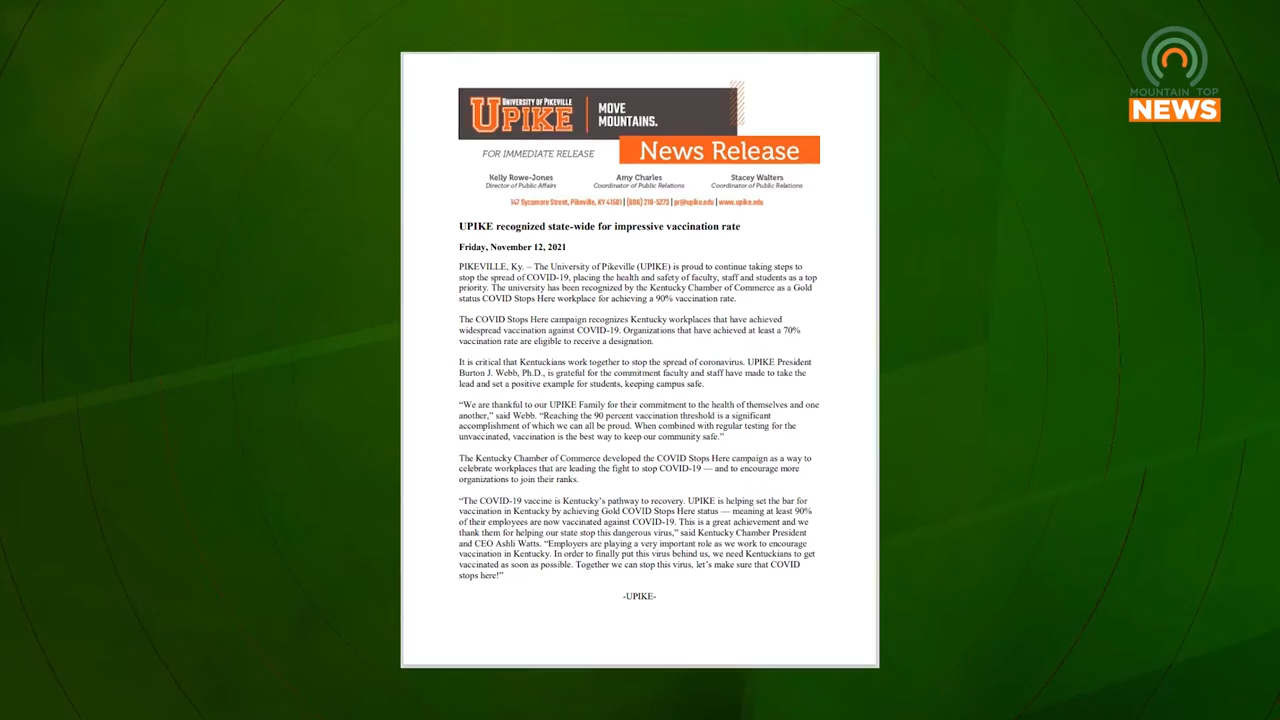 MOUNTAIN TOP
NEWS
UNIVERSITY OF PIKEVILLE
UPIKE
MOVE
MOUNTAINS.
FOR IMMEDIATE RELEASE
News Release
Kelly Rowe-Jones Amy Charles Stacey Walters
Director of Public Affairs Coordinator of Public Relations Coordinator of Public Relations
147 Sycamore Street, Pikeville, KY 41501 | (606) 218-5273 | pr@upike.edu | www.upike.edu
UPIKE recognized state-wide for impressive vaccination rate
Friday, November 12, 2021
PIKEVILLE, Ky. – The University of Pikeville (UPIKE) is proud to continue taking steps to
stop the spread of COVID-19, placing the health and safety of faculty, staff and students as a top
priority. The university has been recognized by the Kentucky Chamber of Commerce as a Gold
status COVID Stops Here workplace for achieving a 90% vaccination rate.
The COVID Stops Here campaign recognizes Kentucky workplaces that have achieved
widespread vaccination against COVID-19. Organizations that have achieved at least a 70%
vaccination rate are eligible to receive a designation.
It is critical that Kentuckians work together to stop the spread of coronavirus. UPIKE President
Burton J. Webb, Ph.D., is grateful for the commitment faculty and staff have made to take the
lead and set a positive example for students, keeping campus safe.
“We are thankful to our UPIKE Family for their commitment to the health of themselves and one
another,” said Webb. “Reaching the 90 percent vaccination threshold is a significant
accomplishment of which we can all be proud. When combined with regular testing for the
unvaccinated, vaccination is the best way to keep our community safe.”
The Kentucky Chamber of Commerce developed the COVID Stops Here campaign as a way to
celebrate workplaces that are leading the fight to stop COVID-19 — and to encourage more
organizations to join their ranks.
“The COVID-19 vaccine is Kentucky’s pathway to recovery. UPIKE is helping set the bar for
vaccination in Kentucky by achieving Gold COVID Stops Here status — meaning at least 90%
of their employees are now vaccinated against COVID-19. This is a great achievement and we
thank them for helping our state stop this dangerous virus,” said Kentucky Chamber President
and CEO Ashli Watts. “Employers are playing a very important role as we work to encourage
vaccination in Kentucky. In order to finally put this virus behind us, we need Kentuckians to get
vaccinated as soon as possible. Together we can stop this virus, let’s make sure that COVID
stops here!”
-UPIKE-